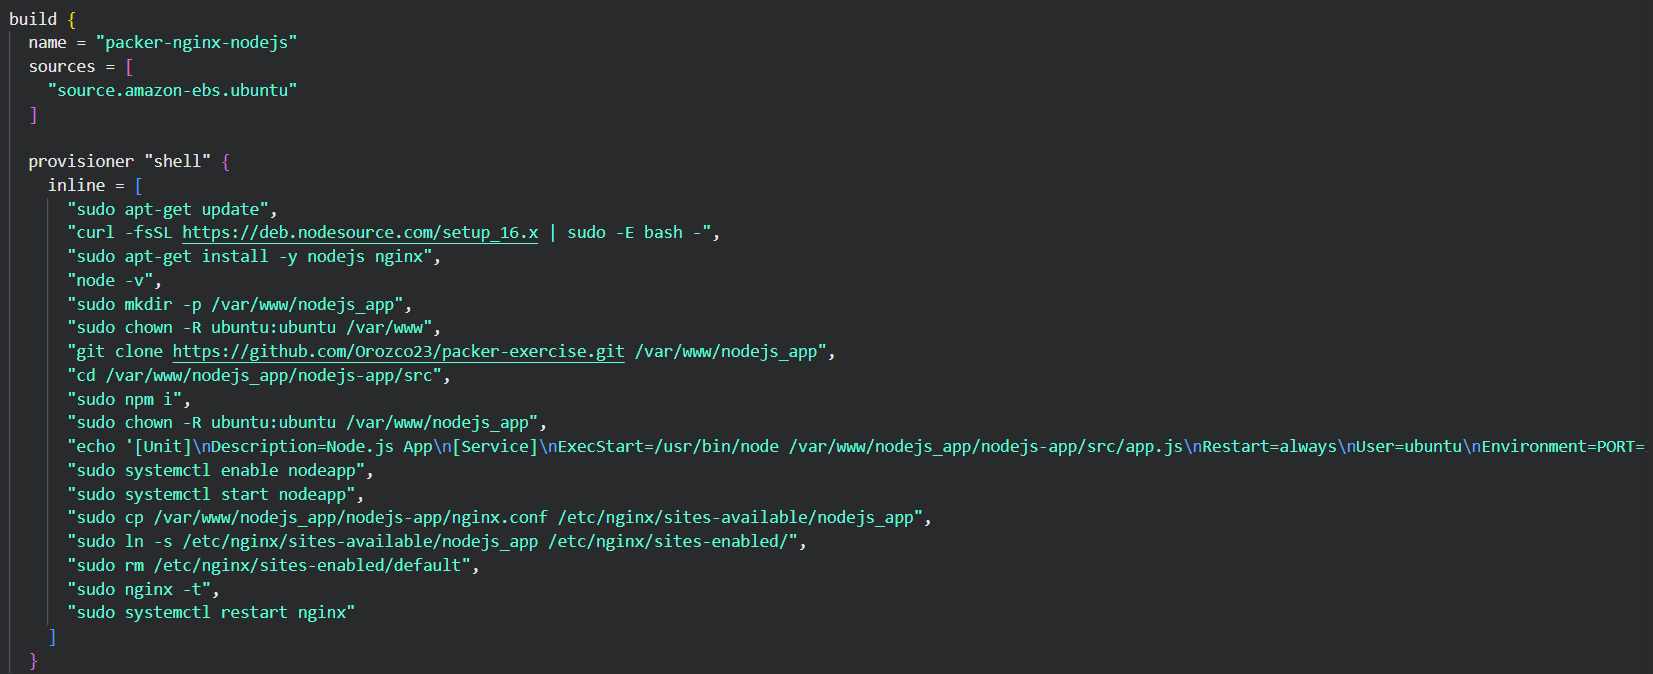 build {
name = "packer-nginx-nodejs"
sources = [
"source.amazon-ebs.ubuntu"
]
provisioner "shell" {
inline = [
"sudo apt-get update",
"curl -fsSL https://deb.nodesource.com/setup_16.x | sudo -E bash -",
"sudo apt-get install -y nodejs nginx",
"node -v",
"sudo mkdir -p /var/www/nodejs_app",
"sudo chown -R ubuntu:ubuntu /var/www",
"git clone https://github.com/Orozco23/packer-exercise.git /var/www/nodejs_app",
"cd /var/www/nodejs_app/nodejs-app/src",
"sudo npm i",
"sudo chown -R ubuntu:ubuntu /var/www/nodejs_app",
"echo '[Unit]\nDescription=Node.js App\n[Service]\nExecStart=/usr/bin/node /var/www/nodejs_app/nodejs-app/src/app.js\nRestart=always\nUser=ubuntu\nEnvironment=PORT=
"sudo systemctl enable nodeapp",
"sudo systemctl start nodeapp",
"sudo cp /var/www/nodejs_app/nodejs-app/nginx.conf /etc/nginx/sites-available/nodejs_app",
"sudo ln -s /etc/nginx/sites-available/nodejs_app /etc/nginx/sites-enabled/",
"sudo rm /etc/nginx/sites-enabled/default",
"sudo nginx -t",
"sudo systemctl restart nginx"
]
}